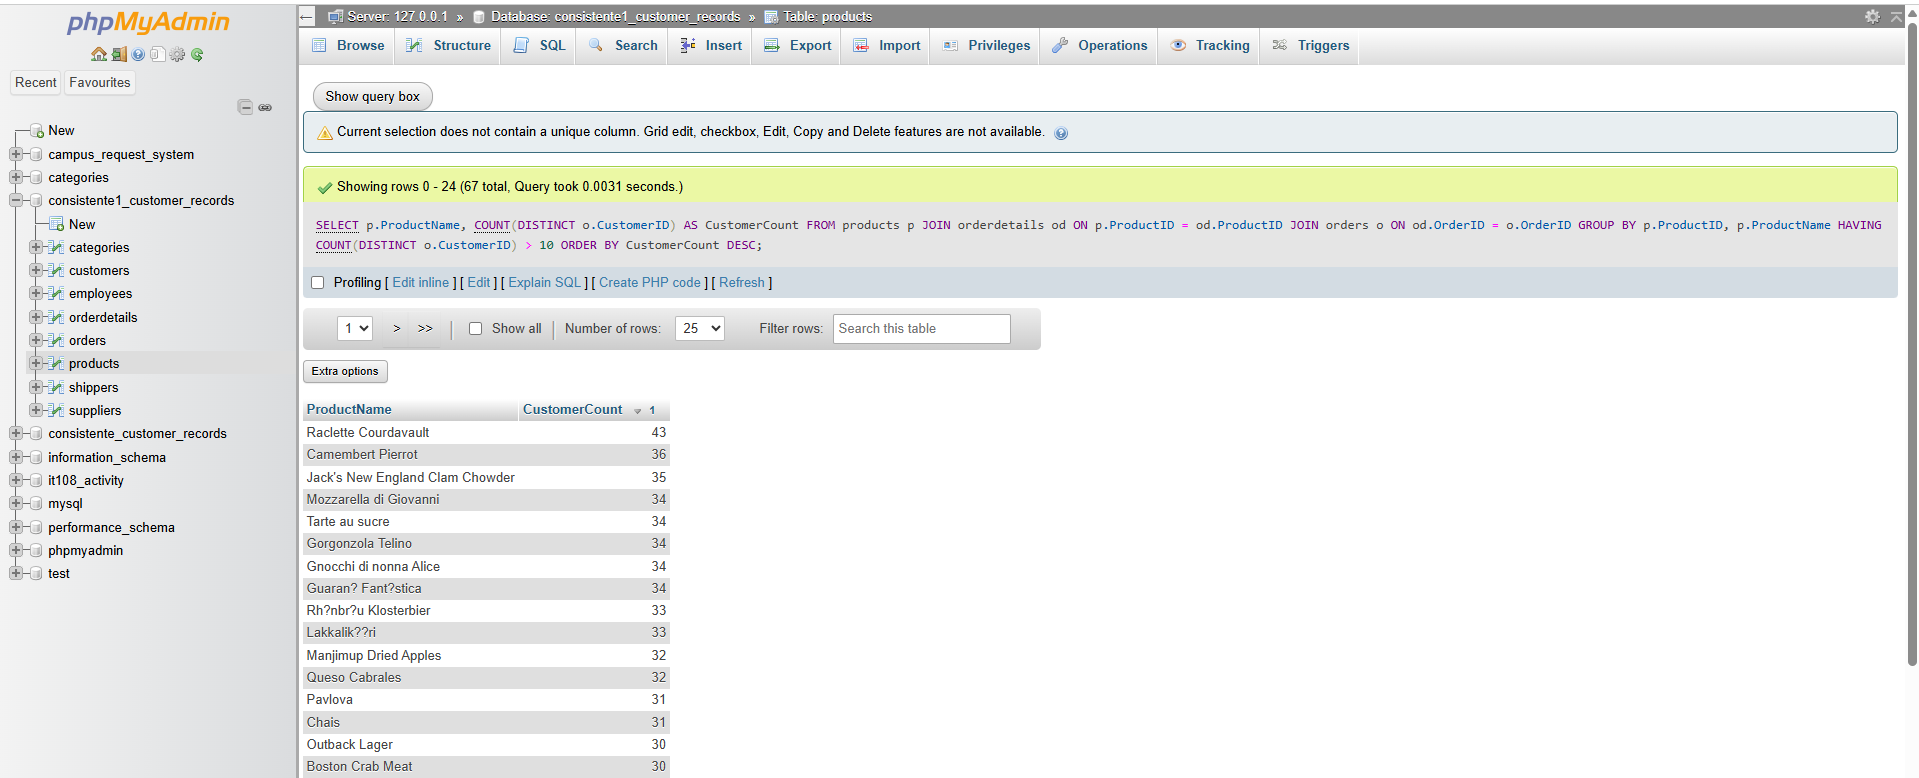 phpMyAdmin
Recent Favourites
New
campus_request_system
categories
consistente1_customer_records
New
categories
customers
employees
orderdetails
orders
products
shippers
suppliers
consistente_customer_records
information_schema
it108_activity
mysql
performance_schema
phpmyadmin
test
Server: 127.0.0.1 » Database: consistente1_customer_records » Table: products
Browse Structure SQL Search Insert Export Import Privileges Operations Tracking Triggers
Show query box
Current selection does not contain a unique column. Grid edit, checkbox, Edit, Copy and Delete features are not available.
Showing rows 0 - 24 (67 total, Query took 0.0031 seconds.)
SELECT p.ProductName, COUNT(DISTINCT o.CustomerID) AS CustomerCount FROM products p JOIN orderdetails od ON p.ProductID = od.ProductID JOIN orders o ON od.OrderID = o.OrderID GROUP BY p.ProductID, p.ProductName HAVING
COUNT(DISTINCT o.CustomerID) > 10 ORDER BY CustomerCount DESC;
Profiling [ Edit inline ] [ Edit ] [ Explain SQL ] [ Create PHP code ] [ Refresh ]
1 > >> | Show all | Number of rows: 25 Filter rows: Search this table
Extra options
ProductName CustomerCount 1
Raclette Courdavault 43
Camembert Pierrot 36
Jack's New England Clam Chowder 35
Mozzarella di Giovanni 34
Tarte au sucre 34
Gorgonzola Telino 34
Gnocchi di nonna Alice 34
Guaran? Fant?stica 34
Rh?nbr?u Klosterbier 33
Lakkalik??ri 33
Manjimup Dried Apples 32
Queso Cabrales 32
Pavlova 31
Chais 31
Outback Lager 30
Boston Crab Meat 30